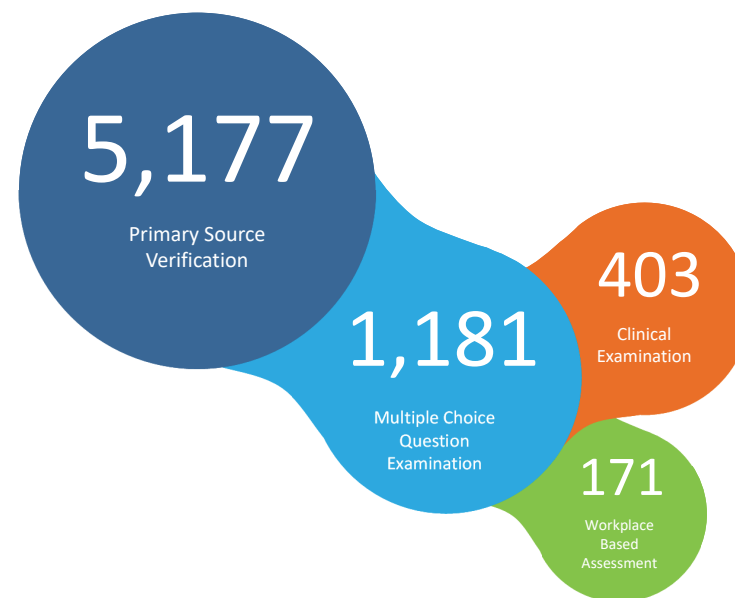 5,177
Primary Source
Verification
1,181
Multiple Choice
Question
Examination
403
Clinical
Examination
171
Workplace
Based
Assessment